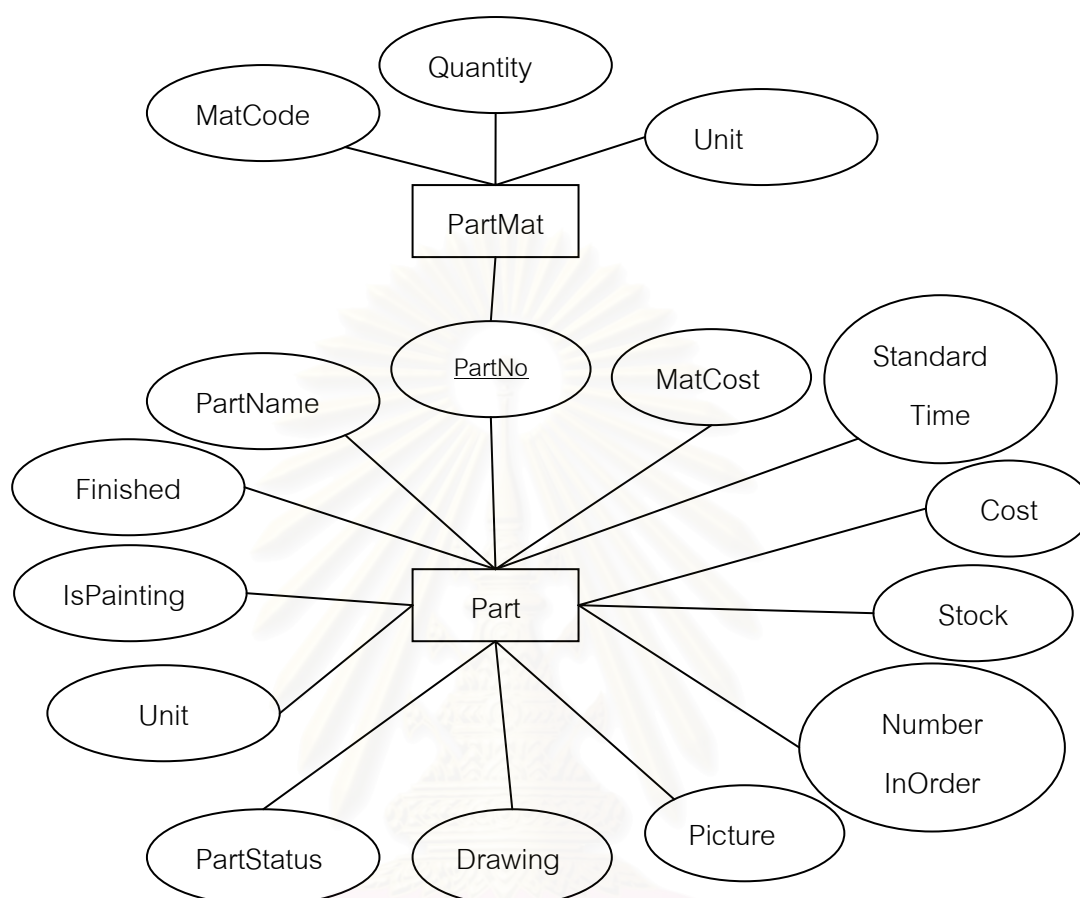 Quantity
MatCode
Unit
PartMat
PartNo
MatCost
Standard
Time
PartName
Finished
Cost
IsPainting
Part
Stock
Unit
Number
InOrder
PartStatus
Drawing
Picture